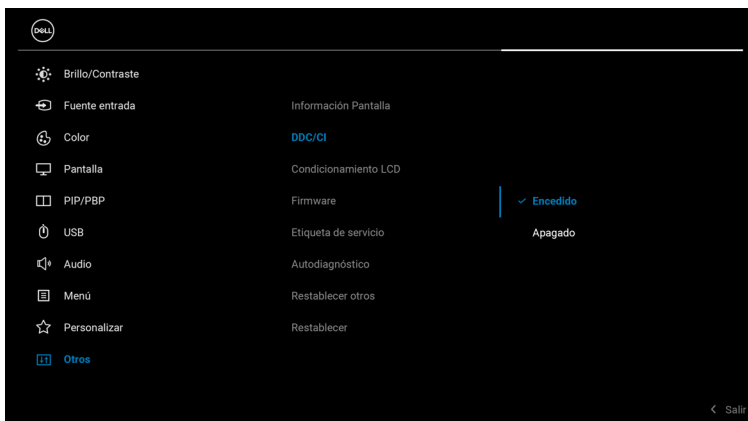 DELL
Brillo/Contraste
Fuente entrada
Información Pantalla
Color
DDC/CI
Pantalla
Condicionamiento LCD
PIP/PBP
Firmware
Encedido
USB
Etiqueta de servicio
Apagado
Audio
Autodiagnóstico
Menú
Restablecer otros
Personalizar
Restablecer
Otros
Salir